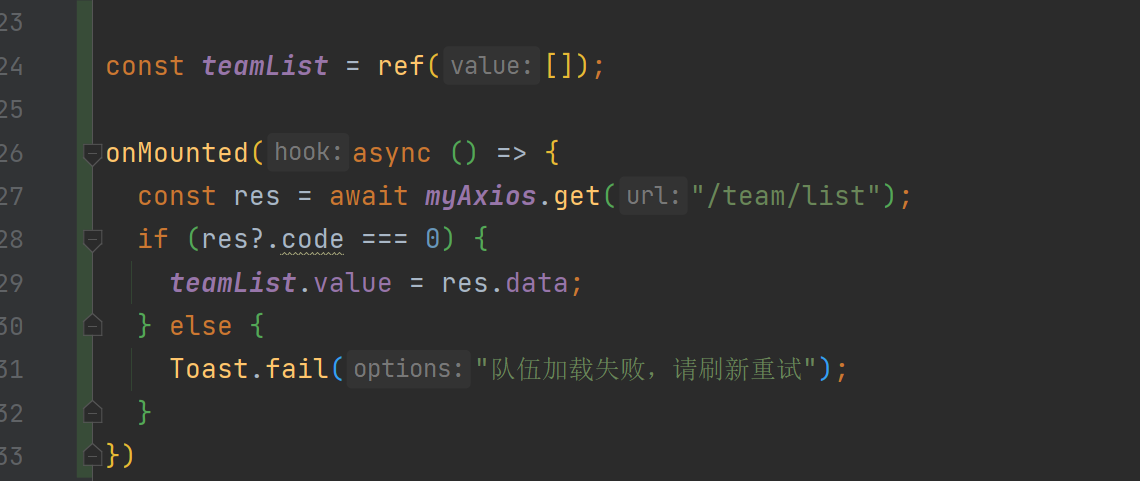 23
24 const teamList = ref( value: []);
25
26 onMounted( hook: async () => {
27 const res = await myAxios.get( url: "/team/list");
28 if (res?.code === 0) {
29 teamList.value = res.data;
30 } else {
31 Toast.fail( options: "队伍加载失败，请刷新重试");
32 }
33 })